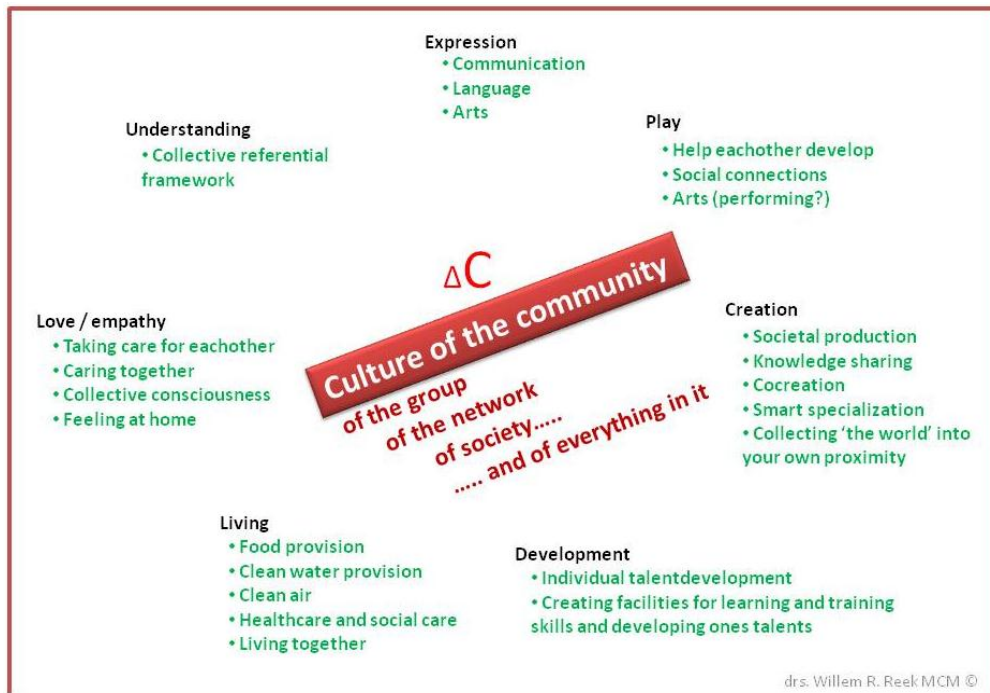 Expression
• Communication
• Language
• Arts
Understanding
• Collective referential
framework
Play
• Help eachother develop
• Social connections
• Arts (performing?)
ΔC
Culture of the community
of the group
of the network
of society.....
..... and of everything in it
Love / empathy
• Taking care for eachother
• Caring together
• Collective consciousness
• Feeling at home
Creation
• Societal production
• Knowledge sharing
• Cocreation
• Smart specialization
• Collecting ‘the world’ into
your own proximity
Living
• Food provision
• Clean water provision
• Clean air
• Healthcare and social care
• Living together
Development
• Individual talentdevelopment
• Creating facilities for learning and training
skills and developing ones talents
drs. Willem R. Reek MCM ©